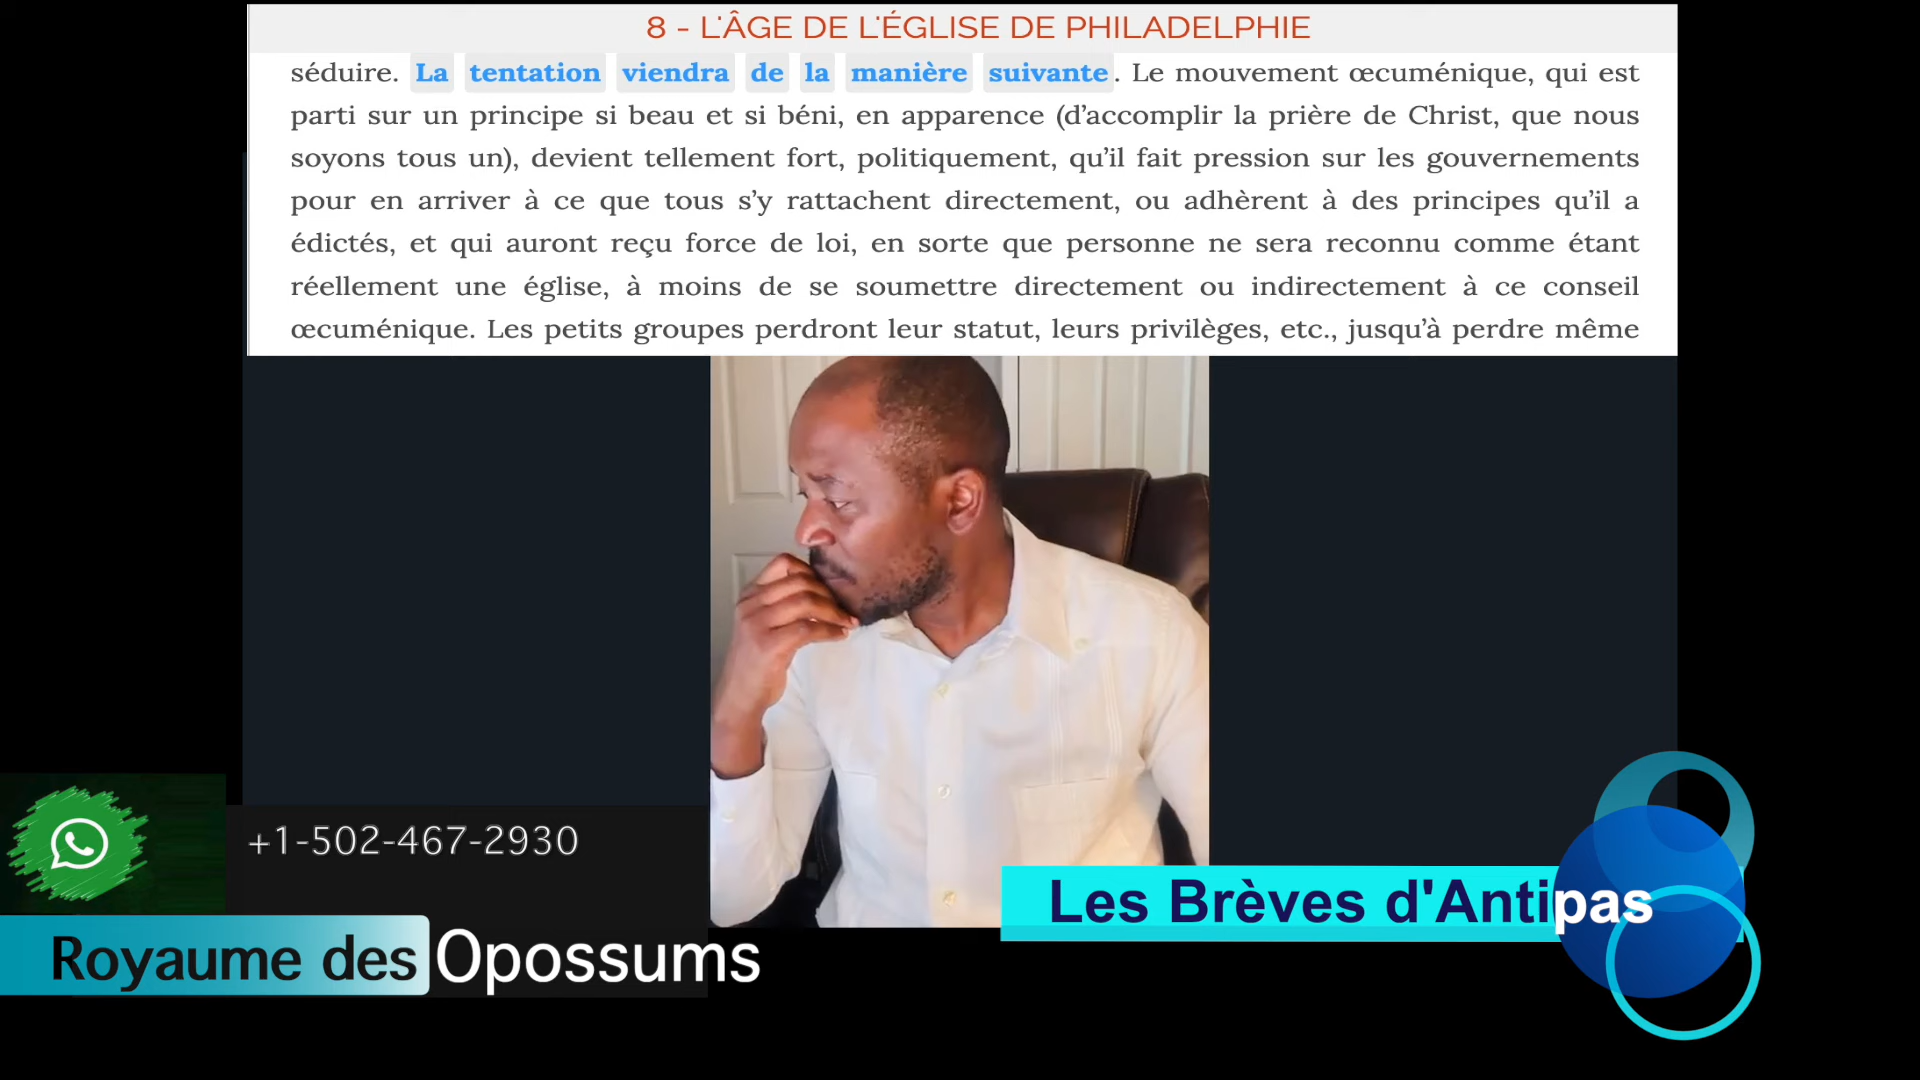 8 - L'ÂGE DE L'ÉGLISE DE PHILADELPHIE
séduire. La tentation viendra de la manière suivante. Le mouvement œcuménique, qui est
parti sur un principe si beau et si béni, en apparence (d’accomplir la prière de Christ, que nous
soyons tous un), devient tellement fort, politiquement, qu’il fait pression sur les gouvernements
pour en arriver à ce que tous s’y rattachent directement, ou adhèrent à des principes qu’il a
édictés, et qui auront reçu force de loi, en sorte que personne ne sera reconnu comme étant
réellement une église, à moins de se soumettre directement ou indirectement à ce conseil
œcuménique. Les petits groupes perdront leur statut, leurs privilèges, etc., jusqu’à perdre même
+1-502-467-2930
Les Brèves d'Antipas
Royaume des Opossums